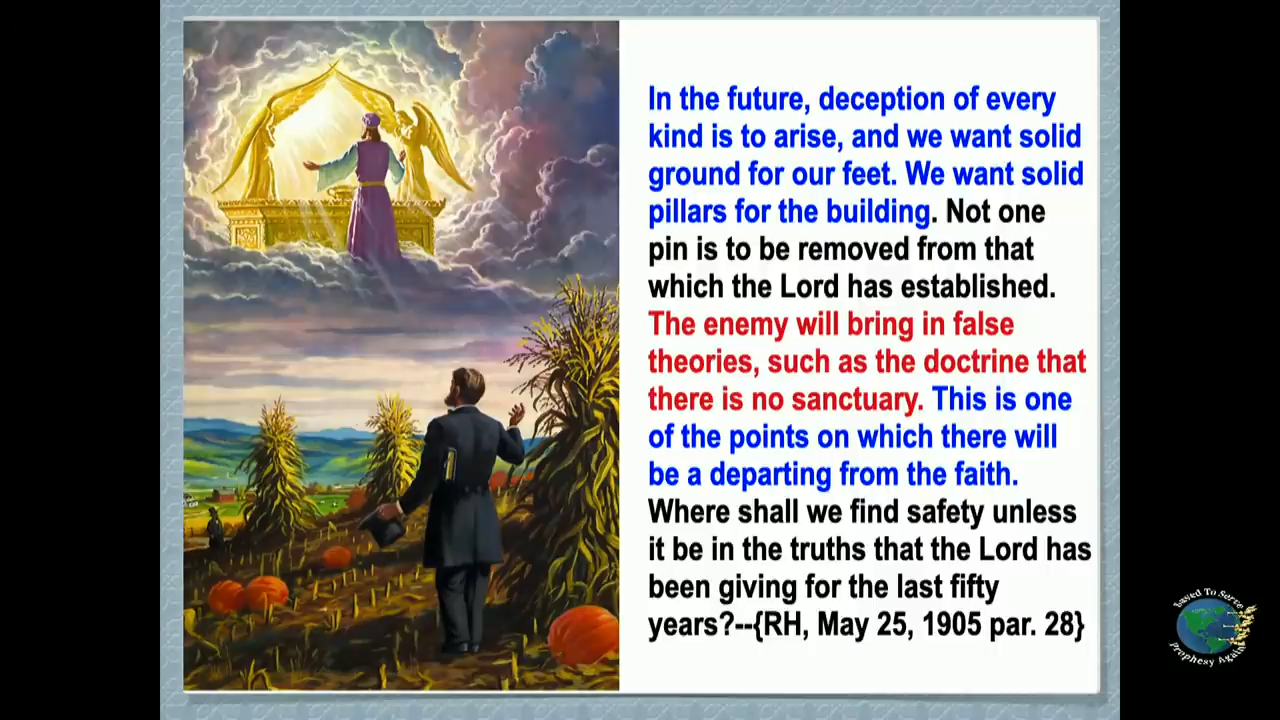 In the future, deception of every
kind is to arise, and we want solid
ground for our feet. We want solid
pillars for the building. Not one
pin is to be removed from that
which the Lord has established.
The enemy will bring in false
theories, such as the doctrine that
there is no sanctuary. This is one
of the points on which there will
be a departing from the faith.
Where shall we find safety unless
it be in the truths that the Lord has
been giving for the last fifty
years?--{RH, May 25, 1905 par. 28}
To Serve
Prophesy Again